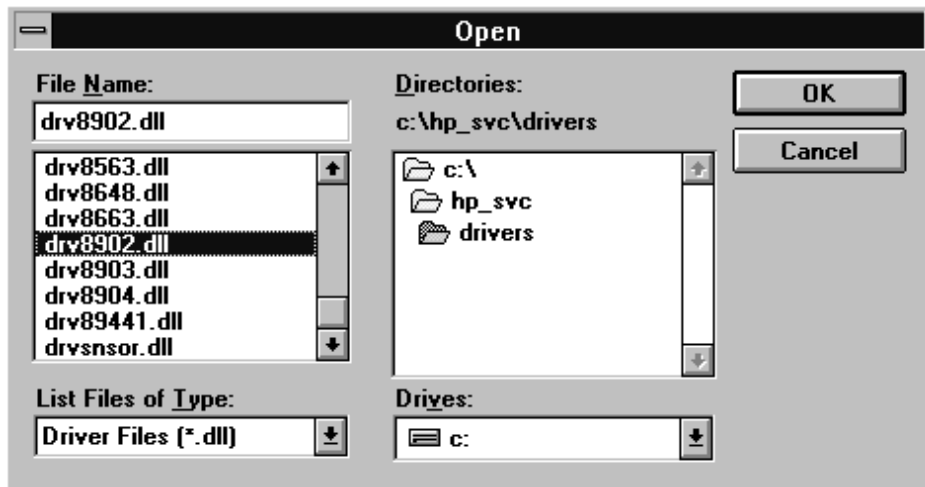 Open
File Name:
drv8902.dll
drv8563.dll
drv8648.dll
drv8663.dll
drv8902.dll
drv8903.dll
drv8904.dll
drv89441.dll
drvsnsor.dll
List Files of Type:
Driver Files (*.dll)
Directories:
c:\hp_svc\drivers
c:\
hp_svc
drivers
Drives:
c:
OK
Cancel